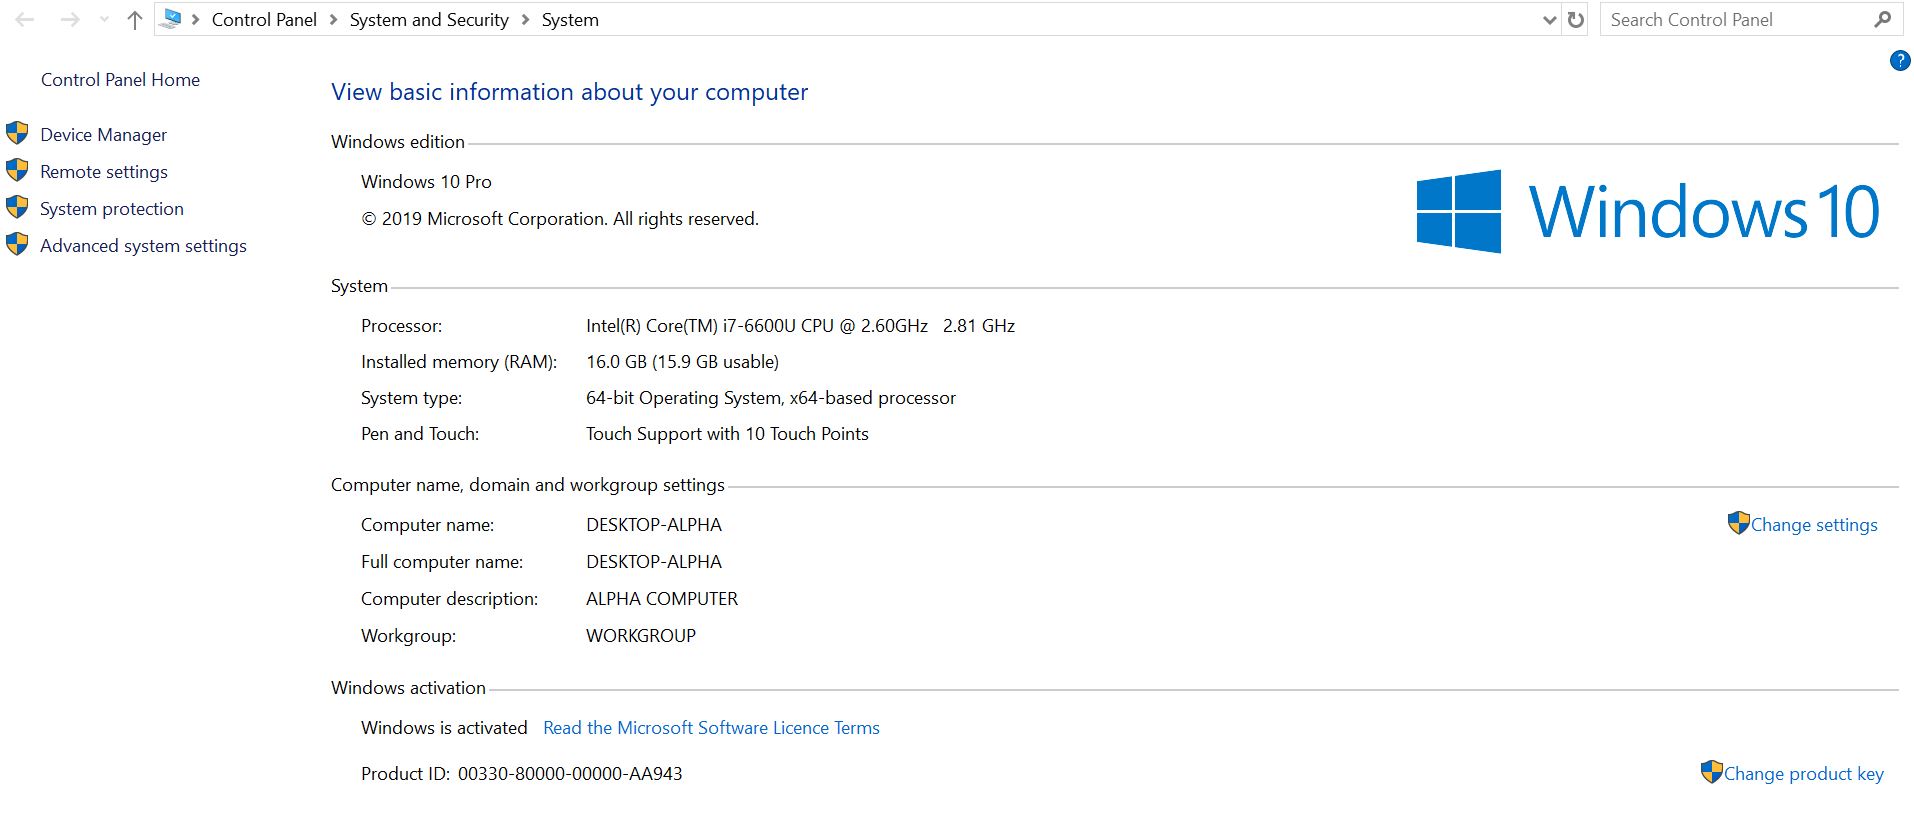 Control Panel > System and Security > System
Search Control Panel
?
Control Panel Home
Device Manager
Remote settings
System protection
Advanced system settings
View basic information about your computer
Windows edition
Windows 10 Pro
© 2019 Microsoft Corporation. All rights reserved.
Windows 10
System
Processor: Intel(R) Core(TM) i7-6600U CPU @ 2.60GHz 2.81 GHz
Installed memory (RAM): 16.0 GB (15.9 GB usable)
System type: 64-bit Operating System, x64-based processor
Pen and Touch: Touch Support with 10 Touch Points
Computer name, domain and workgroup settings
Computer name: DESKTOP-ALPHA
Change settings
Full computer name: DESKTOP-ALPHA
Computer description: ALPHA COMPUTER
Workgroup: WORKGROUP
Windows activation
Windows is activated Read the Microsoft Software Licence Terms
Product ID: 00330-80000-00000-AA943
Change product key